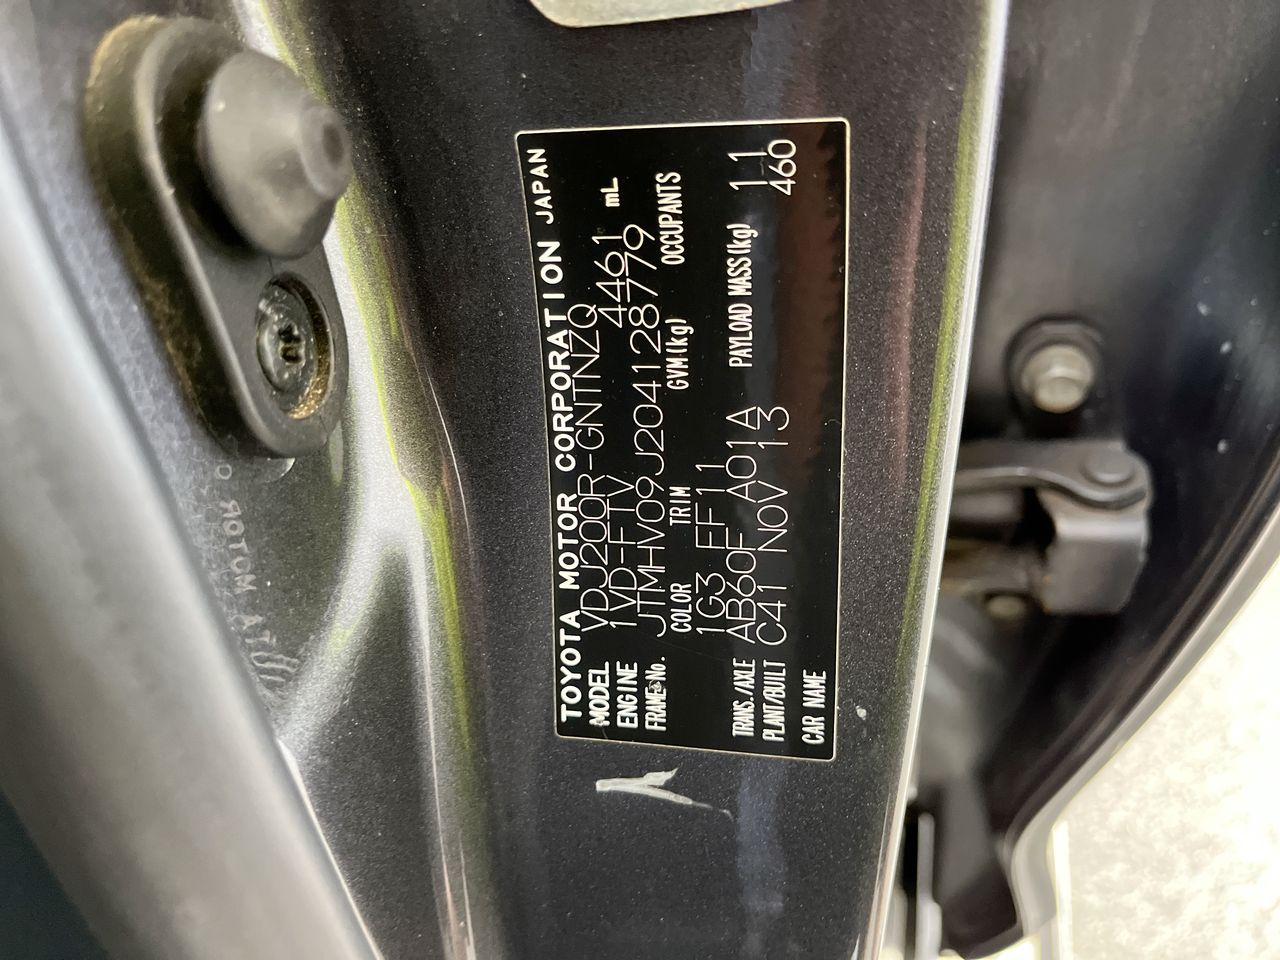 TOYOTA MOTOR CORPORATION JAPAN
MODEL VDJ200R-GNTNZQ
ENGINE 1VD-FTV 4461 mL
FRAME No. JTMHV09J204128779
COLOR TRIM GVM(kg) OCCUPANTS
1G3 FF11
TRANS./AXLE AB60F A01A PAYLOAD MASS(kg) 11
PLANT/BUILT C41 NOV 13 460
CAR NAME